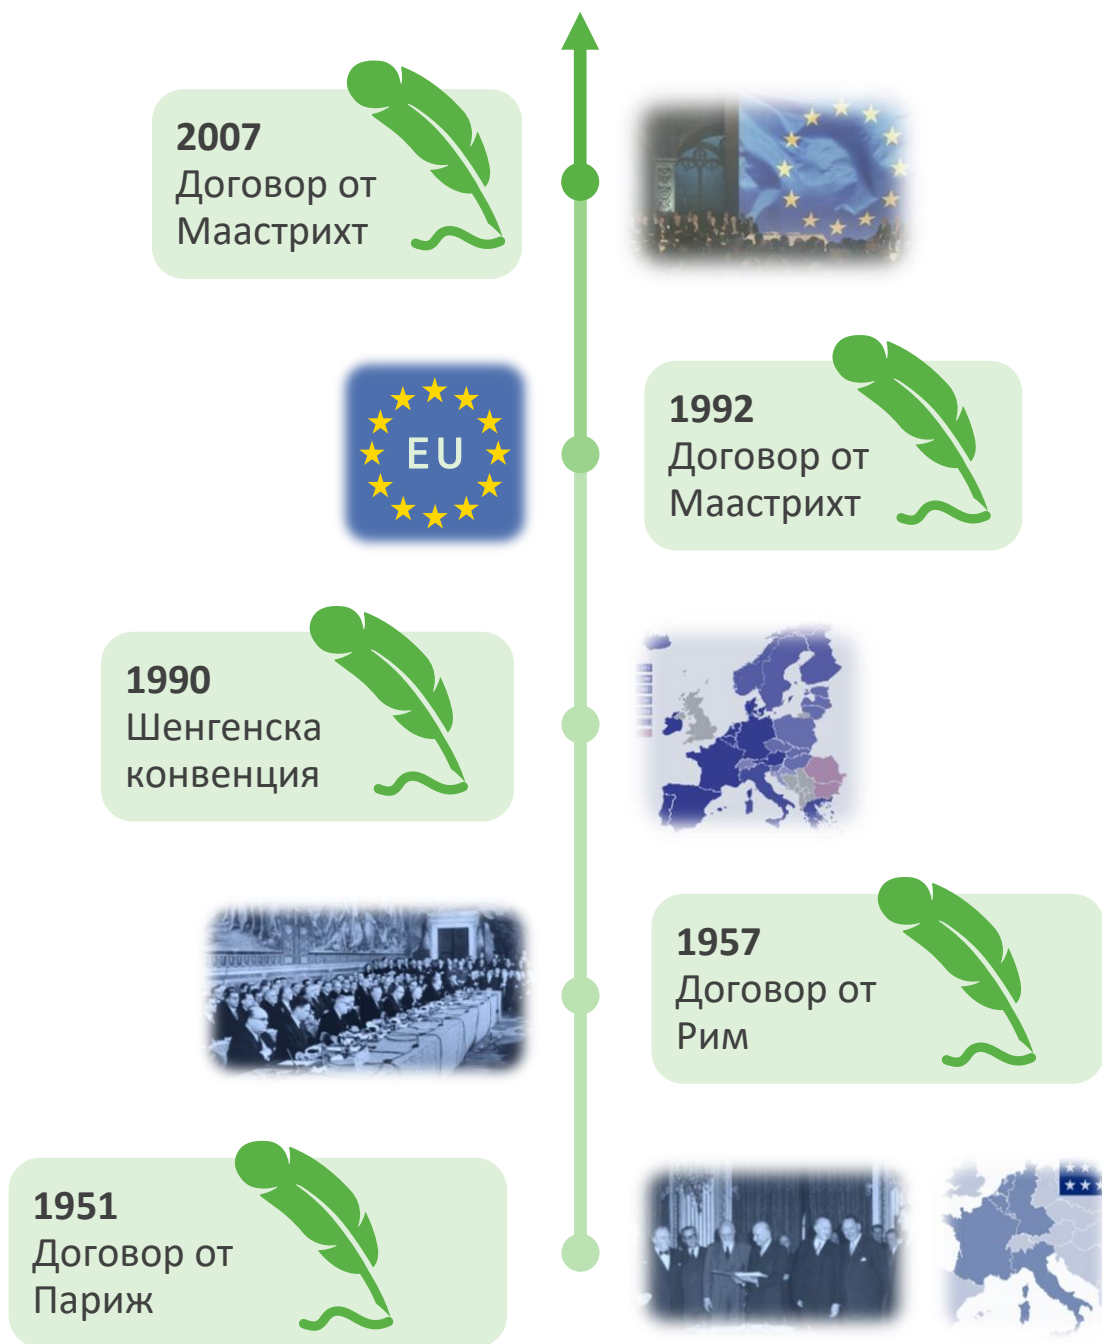 2007
Договор от
Маастрихт
EU
1992
Договор от
Маастрихт
1990
Шенгенска
конвенция
1957
Договор от
Рим
1951
Договор от
Париж